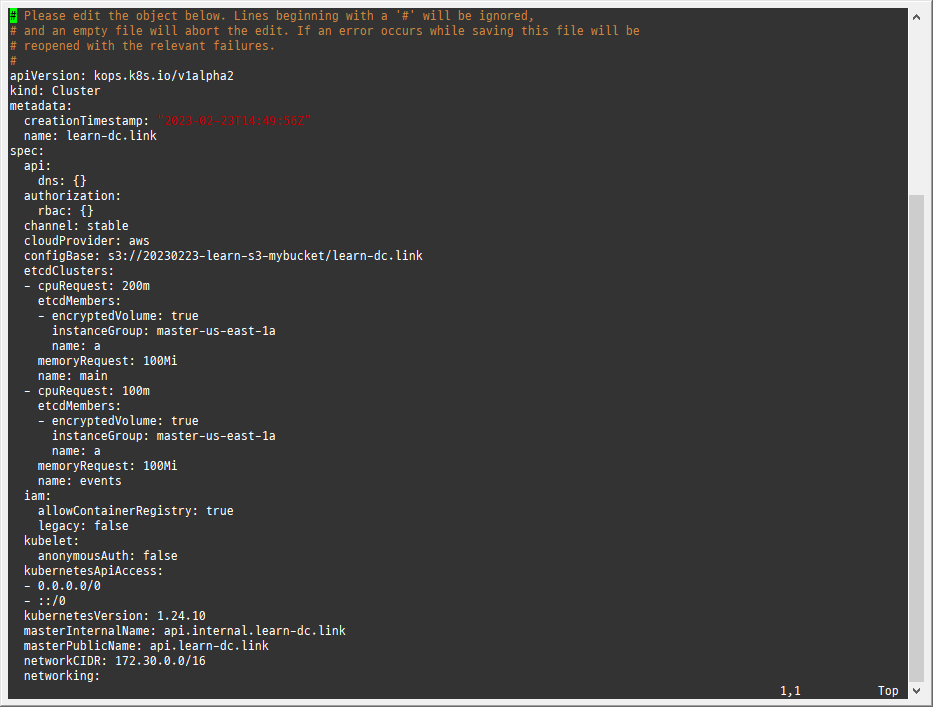 # Please edit the object below. Lines beginning with a '#' will be ignored,
# and an empty file will abort the edit. If an error occurs while saving this file will be
# reopened with the relevant failures.
#
apiVersion: kops.k8s.io/v1alpha2
kind: Cluster
metadata:
  creationTimestamp: "2023-02-23T14:49:56Z"
  name: learn-dc.link
spec:
  api:
    dns: {}
  authorization:
    rbac: {}
  channel: stable
  cloudProvider: aws
  configBase: s3://20230223-learn-s3-mybucket/learn-dc.link
  etcdClusters:
  - cpuRequest: 200m
    etcdMembers:
    - encryptedVolume: true
      instanceGroup: master-us-east-1a
      name: a
    memoryRequest: 100Mi
    name: main
  - cpuRequest: 100m
    etcdMembers:
    - encryptedVolume: true
      instanceGroup: master-us-east-1a
      name: a
    memoryRequest: 100Mi
    name: events
  iam:
    allowContainerRegistry: true
    legacy: false
  kubelet:
    anonymousAuth: false
  kubernetesApiAccess:
  - 0.0.0.0/0
  - ::/0
  kubernetesVersion: 1.24.10
  masterInternalName: api.internal.learn-dc.link
  masterPublicName: api.learn-dc.link
  networkCIDR: 172.30.0.0/16
  networking:
1,1 Top